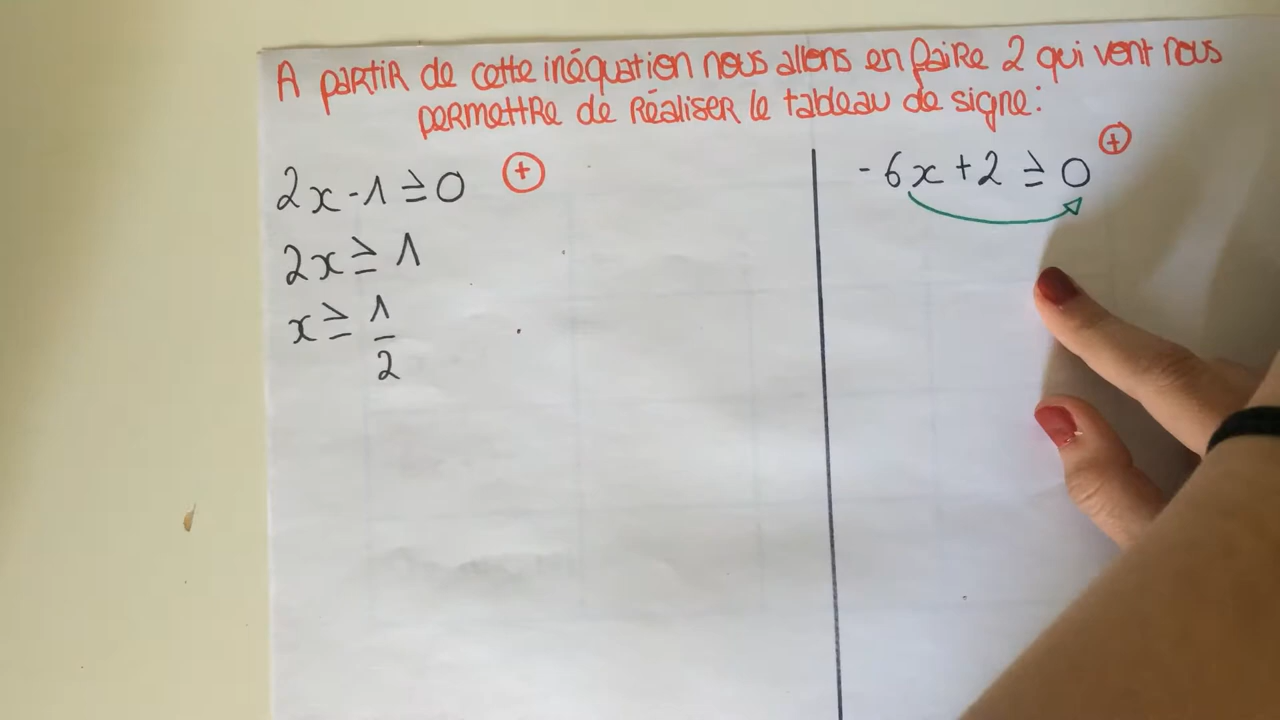 A partir de cette inéquation nous allons en faire 2 qui vont nous
permettre de réaliser le tableau de signe:
2x-1≥0 (+)
2x≥1
x≥1/2
-6x+2≥0 (+)